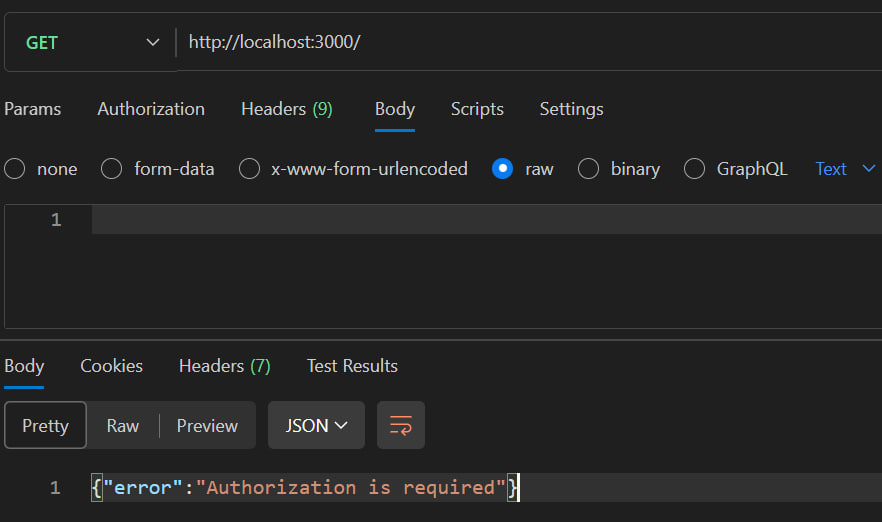 GET http://localhost:3000/
Params Authorization Headers (9) Body Scripts Settings
none form-data x-www-form-urlencoded raw binary GraphQL Text
1
Body Cookies Headers (7) Test Results
Pretty Raw Preview JSON
1 {"error":"Authorization is required"}